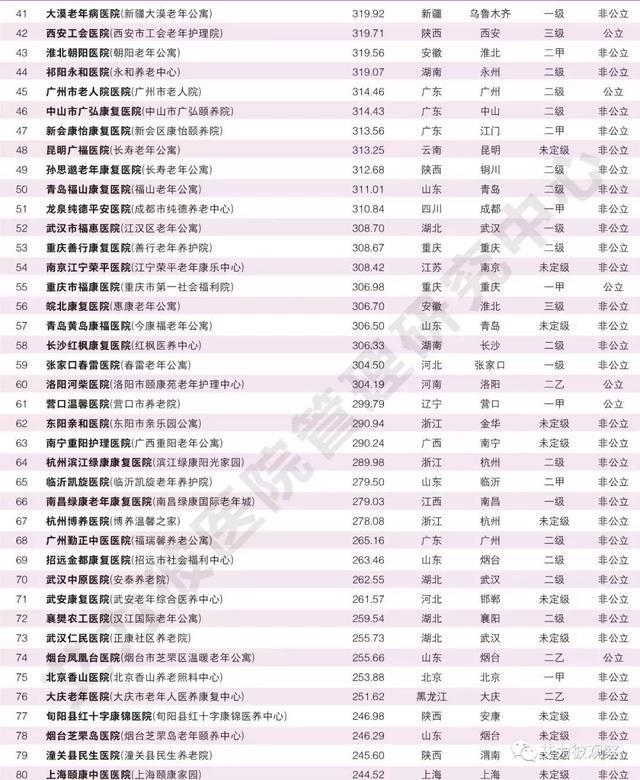 41 大漠老年病医院(新疆大漠老年公寓) 319.92 新疆 乌鲁木齐 一级 非公立
42 西安工会医院(西安市工会老年护理院) 319.71 陕西 西安 三级 公立
43 淮北朝阳医院(朝阳老年公寓) 319.56 安徽 淮北 二甲 非公立
44 祁阳永和医院(永和养老中心) 319.07 湖南 永州 二级 非公立
45 广州市老人院医院(广州市老人院) 314.46 广东 广州 二级 公立
46 中山市广弘康复医院(中山市广弘颐养院) 314.43 广东 中山 二级 非公立
47 新会康怡康复医院(新会区康怡颐养院) 313.56 广东 江门 二甲 非公立
48 昆明广福医院(长寿老年公寓) 313.25 云南 昆明 未定级 非公立
49 孙思邈老年康复医院(长寿老年公寓) 312.68 陕西 铜川 二级 非公立
50 青岛福山康复医院(福山老年公寓) 311.01 山东 青岛 二级 非公立
51 龙泉纯德平安医院(成都市纯德养老中心) 310.84 四川 成都 一甲 非公立
52 武汉市福惠医院(江汉区老年公寓) 308.70 湖北 武汉 一级 非公立
53 重庆善行康复医院(善行老年养护院) 308.67 重庆 重庆 二级 非公立
54 南京江宁荣平医院(江宁荣平老年康乐中心) 308.42 江苏 南京 未定级 非公立
55 重庆市福康医院(重庆市第一社会福利院) 306.98 重庆 重庆 一甲 公立
56 皖北康复医院(惠康老年公寓) 306.70 安徽 淮北 三级 非公立
57 青岛黄岛康福医院(今康福老年公寓) 306.50 山东 青岛 未定级 非公立
58 长沙红枫康复医院(红枫医养中心) 306.33 湖南 长沙 二级 非公立
59 张家口春雷医院(春雷老年公寓) 304.50 河北 张家口 一级 非公立
60 洛阳河柴医院(洛阳市颐康苑老年护理中心) 304.19 河南 洛阳 二乙 公立
61 营口温馨医院(营口市养老院) 299.79 辽宁 营口 一甲 公立
62 东阳亲和医院(东阳市亲乐园公寓) 290.94 浙江 金华 未定级 非公立
63 南宁重阳护理医院(广西重阳老年公寓) 290.24 广西 南宁 未定级 非公立
64 杭州滨江绿康康复医院(滨江绿康阳光家园) 289.98 浙江 杭州 二级 非公立
65 临沂凯旋医院(临沂凯旋老年养护院) 279.50 山东 临沂 二甲 非公立
66 南昌绿康老年康复医院(南昌绿康国际老年城) 279.03 江西 南昌 一级 非公立
67 杭州博养医院(博养温馨之家) 278.08 浙江 杭州 未定级 非公立
68 广州勤正中医医院(福瑞馨养老公寓) 265.16 广东 广州 二级 非公立
69 招远金都康复医院(招远市社会福利中心) 263.46 山东 烟台 二级 非公立
70 武汉中原医院(安泰养老院) 262.55 湖北 武汉 二级 非公立
71 武安康复医院(武安老年综合医养中心) 261.57 河北 邯郸 未定级 非公立
72 襄樊农工医院(汉江国际老年公寓) 259.54 湖北 襄阳 二级 非公立
73 武汉仁民医院(正康社区养老院) 255.73 湖北 武汉 未定级 非公立
74 烟台凤凰台医院(烟台市芝罘区温暖老年公寓) 255.66 山东 烟台 二乙 公立
75 北京香山医院(北京香山养老照料中心) 253.88 北京 北京 一甲 非公立
76 大庆老年医院(大庆市老年人医养康复中心) 251.62 黑龙江 大庆 二乙 非公立
77 旬阳县红十字康锦医院(旬阳县红十字康锦医养中心) 246.98 陕西 安康 未定级 非公立
78 烟台芝罘岛医院(烟台芝罘岛老年颐养中心) 246.29 山东 烟台 未定级 非公立
79 潼关县民生医院(潼关县民生养老院) 245.60 陕西 渭南 未定级 非公立
80 上海颐康中医医院(上海颐康家园) 244.52 上海 上海 未定级 非公立
艾力彼医院管理研究中心
艾力彼观察